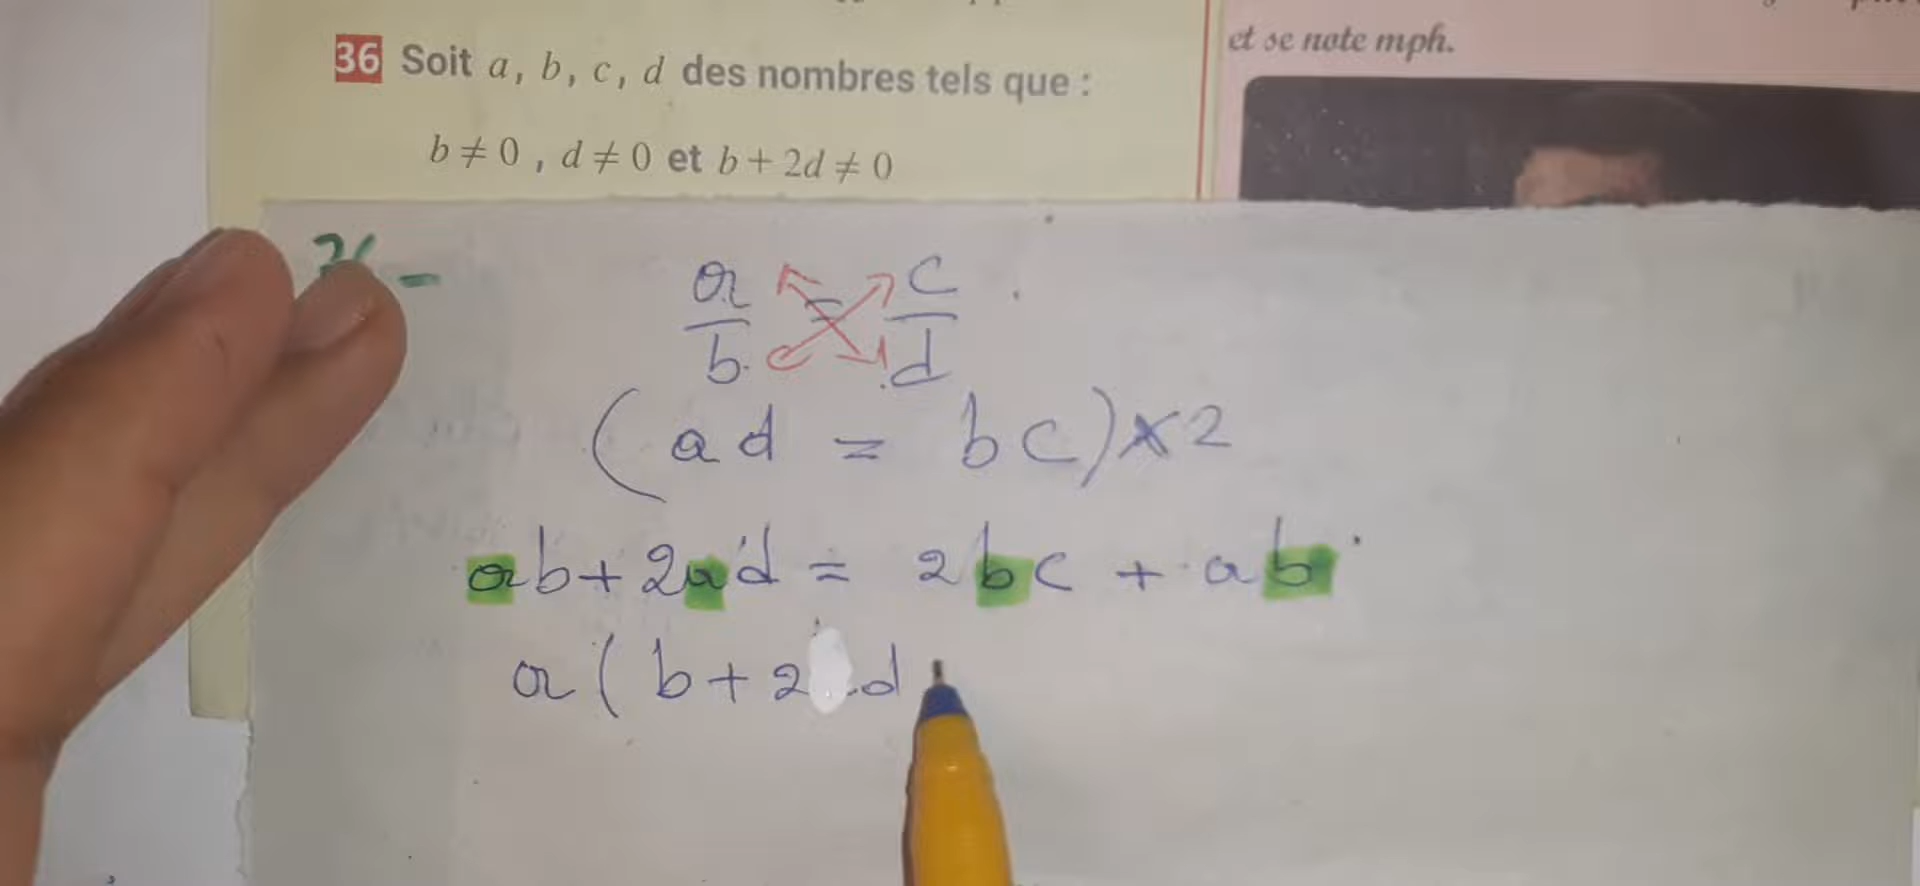 et se note mph.
36 Soit a, b, c, d des nombres tels que :
b ≠ 0 , d ≠ 0 et b + 2d ≠ 0
a/b = c/d
(ad = bc)×2
ab + 2ad = 2bc + ab
a(b + 2 d